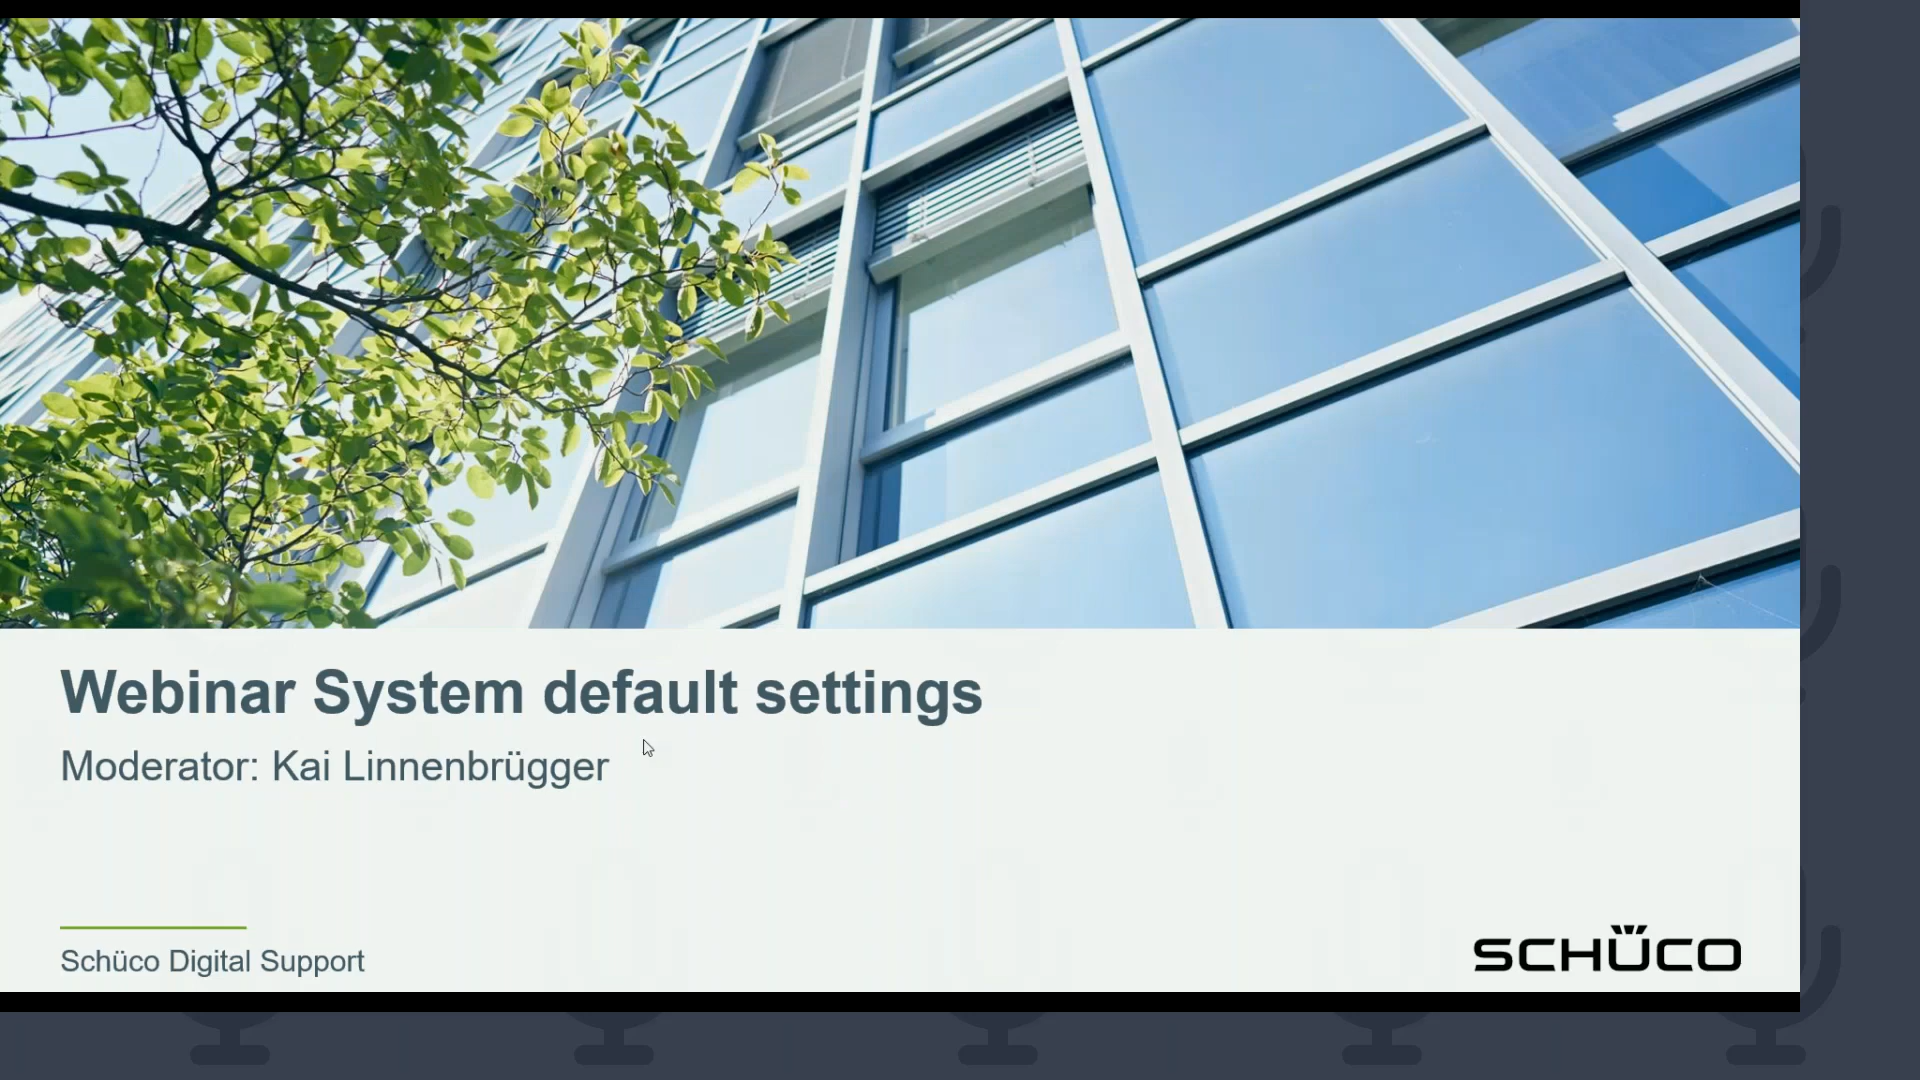 Webinar System default settings
Moderator: Kai Linnenbrügger
Schüco Digital Support
SCHÜCO